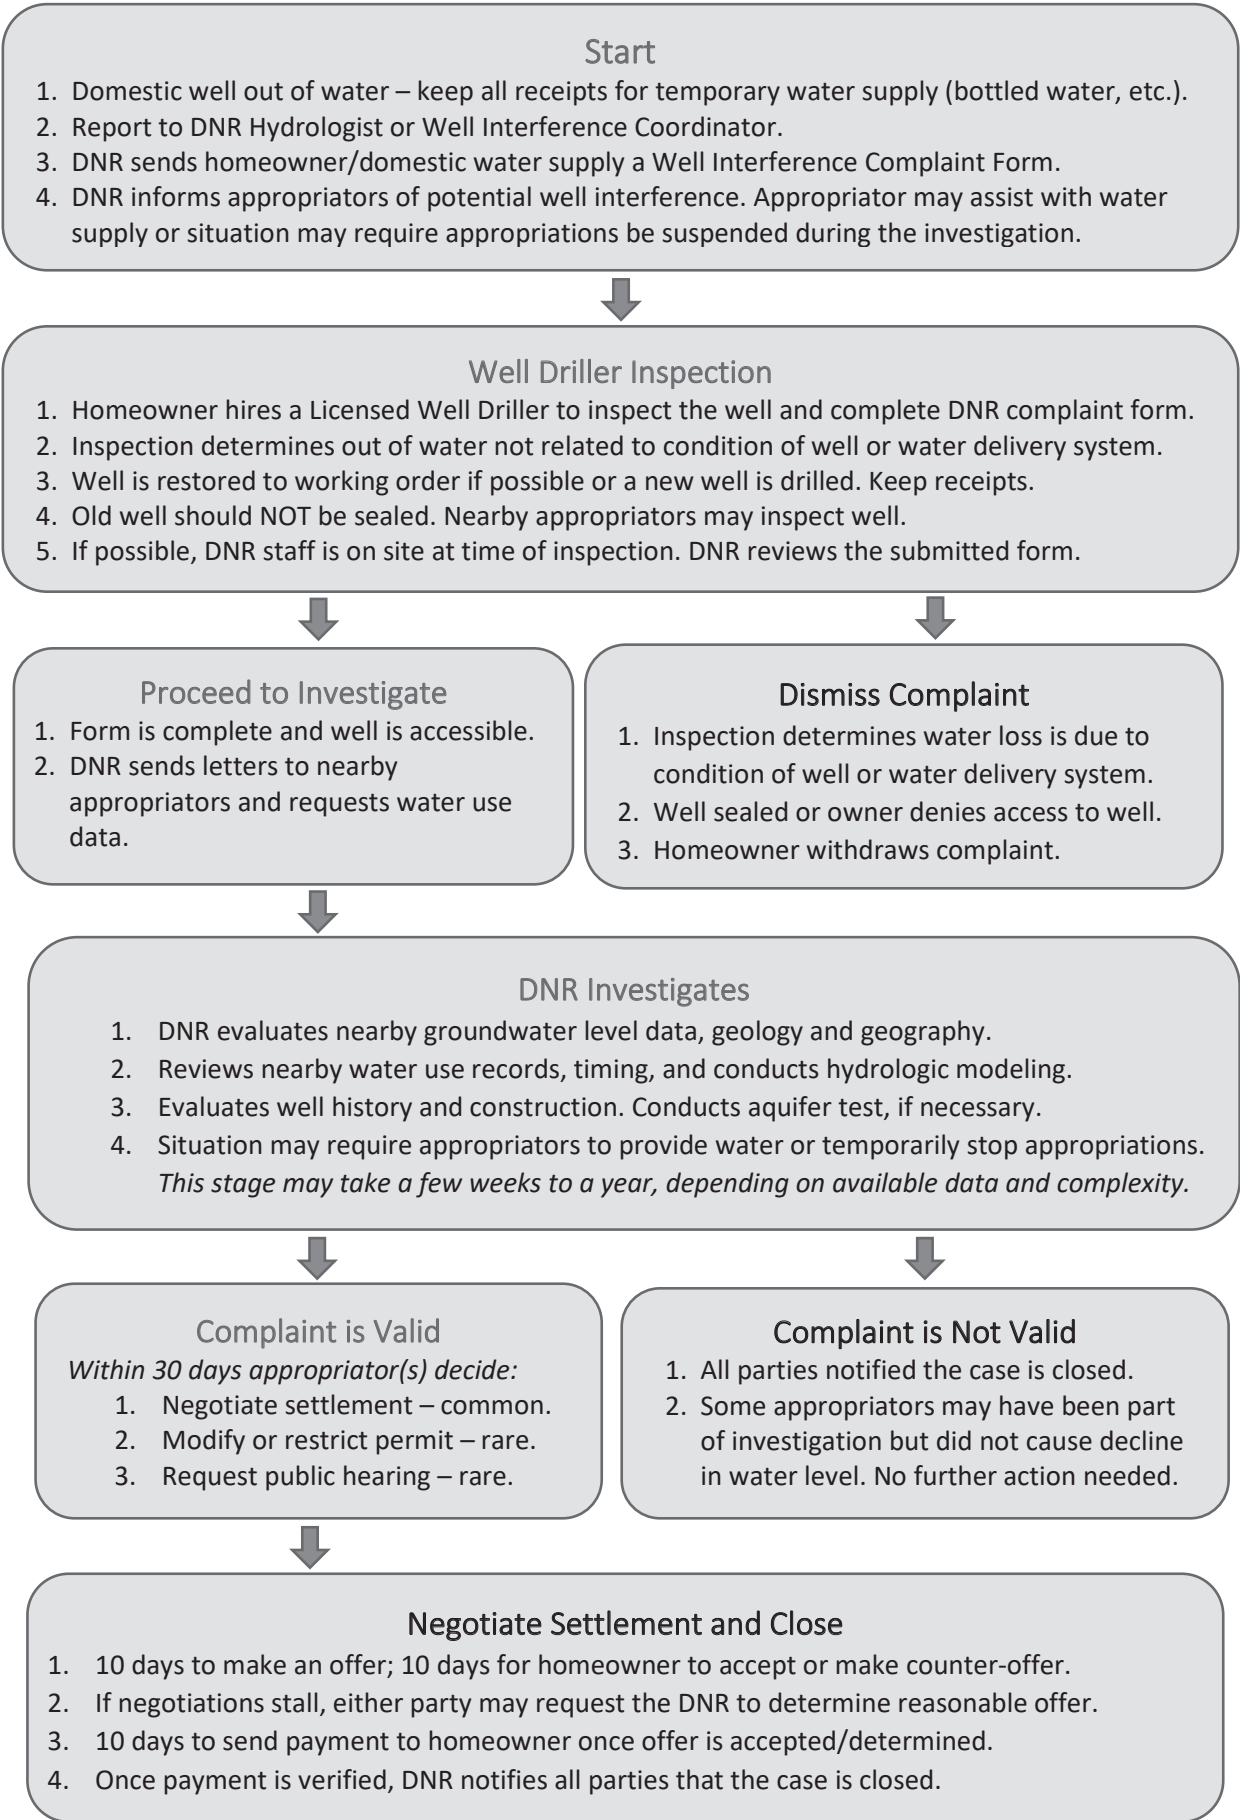 Start
1. Domestic well out of water – keep all receipts for temporary water supply (bottled water, etc.).
2. Report to DNR Hydrologist or Well Interference Coordinator.
3. DNR sends homeowner/domestic water supply a Well Interference Complaint Form.
4. DNR informs appropriators of potential well interference. Appropriator may assist with water
supply or situation may require appropriations be suspended during the investigation.
Well Driller Inspection
1. Homeowner hires a Licensed Well Driller to inspect the well and complete DNR complaint form.
2. Inspection determines out of water not related to condition of well or water delivery system.
3. Well is restored to working order if possible or a new well is drilled. Keep receipts.
4. Old well should NOT be sealed. Nearby appropriators may inspect well.
5. If possible, DNR staff is on site at time of inspection. DNR reviews the submitted form.
Proceed to Investigate
1. Form is complete and well is accessible.
2. DNR sends letters to nearby
appropriators and requests water use
data.
Dismiss Complaint
1. Inspection determines water loss is due to
condition of well or water delivery system.
2. Well sealed or owner denies access to well.
3. Homeowner withdraws complaint.
DNR Investigates
1. DNR evaluates nearby groundwater level data, geology and geography.
2. Reviews nearby water use records, timing, and conducts hydrologic modeling.
3. Evaluates well history and construction. Conducts aquifer test, if necessary.
4. Situation may require appropriators to provide water or temporarily stop appropriations.
This stage may take a few weeks to a year, depending on available data and complexity.
Complaint is Valid
Within 30 days appropriator(s) decide:
1. Negotiate settlement – common.
2. Modify or restrict permit – rare.
3. Request public hearing – rare.
Complaint is Not Valid
1. All parties notified the case is closed.
2. Some appropriators may have been part
of investigation but did not cause decline
in water level. No further action needed.
Negotiate Settlement and Close
1. 10 days to make an offer; 10 days for homeowner to accept or make counter-offer.
2. If negotiations stall, either party may request the DNR to determine reasonable offer.
3. 10 days to send payment to homeowner once offer is accepted/determined.
4. Once payment is verified, DNR notifies all parties that the case is closed.